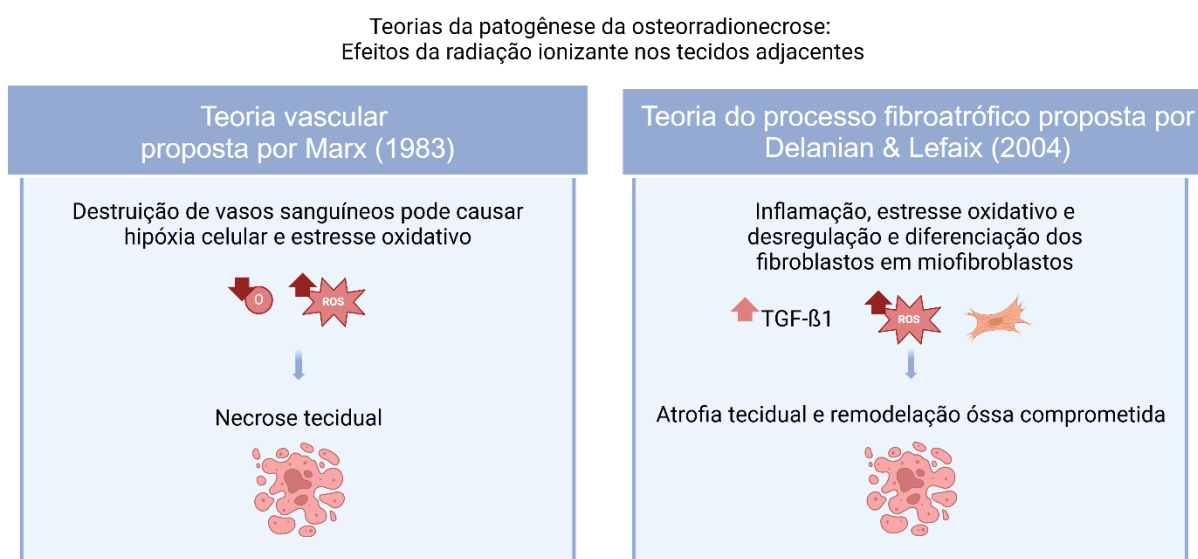 Teorias da patogênese da osteorradionecrose:
Efeitos da radiação ionizante nos tecidos adjacentes
Teoria vascular
proposta por Marx (1983)
Destruição de vasos sanguíneos pode causar
hipóxia celular e estresse oxidativo
O
ROS
Necrose tecidual
Teoria do processo fibroatrófico proposta por
Delanian & Lefaix (2004)
Inflamação, estresse oxidativo e
desregulação e diferenciação dos
fibroblastos em miofibroblastos
TGF-ß1
ROS
Atrofia tecidual e remodelação óssa comprometida